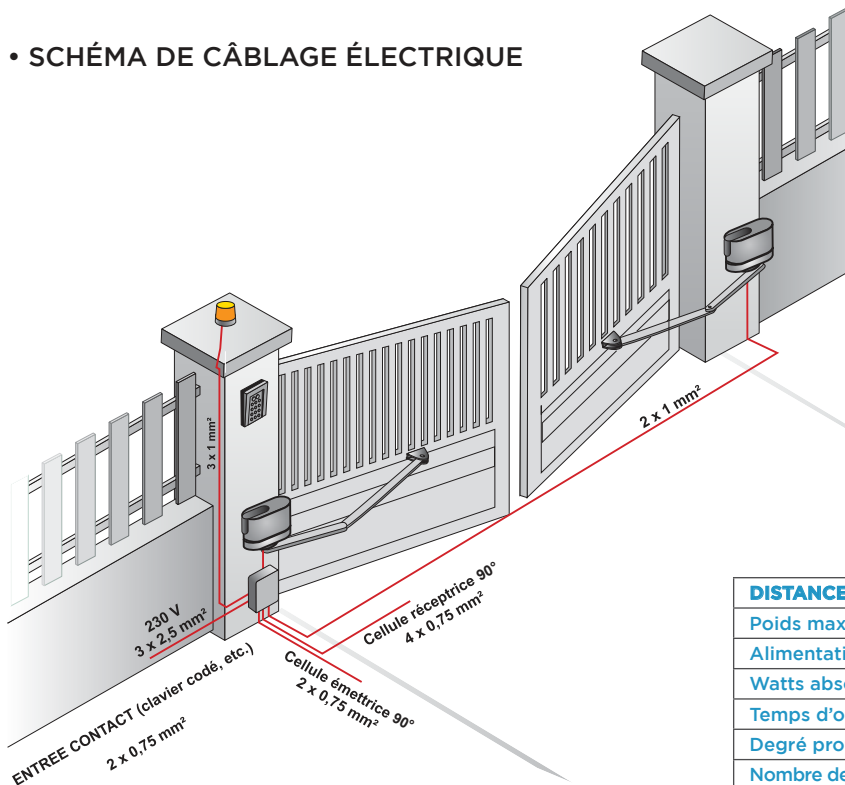 • SCHÉMA DE CÂBLAGE ÉLECTRIQUE
3 x 1 mm²
2 x 1 mm²
230 V
3 x 2,5 mm²
Cellule réceptrice 90°
4 x 0,75 mm²
Cellule émettrice 90°
2 x 0,75 mm²
ENTREE CONTACT (clavier codé, etc.)
2 x 0,75 mm²
DISTANCE
Poids max
Alimentati
Watts abs
Temps d'o
Degré pro
Nombre de